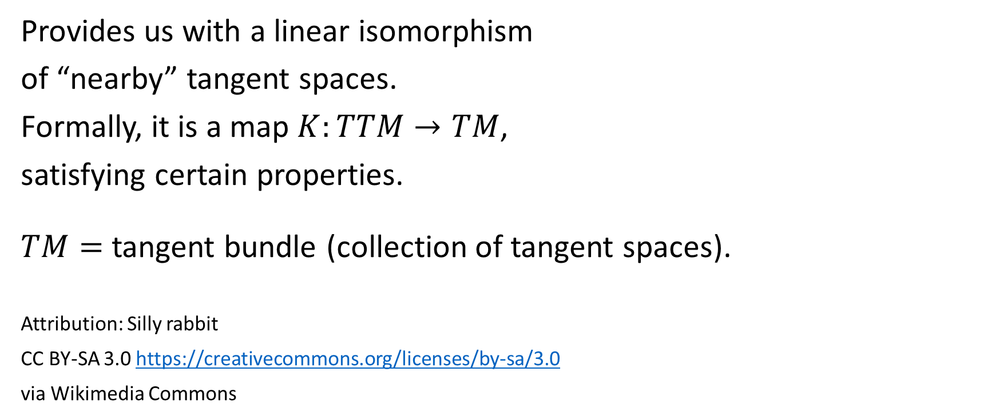 Provides us with a linear isomorphism
of “nearby” tangent spaces.
Formally, it is a map 𝐾: 𝑇𝑇𝑀 → 𝑇𝑀,
satisfying certain properties.
𝑇𝑀 = tangent bundle (collection of tangent spaces).
Attribution: Silly rabbit
CC BY-SA 3.0 https://creativecommons.org/licenses/by-sa/3.0
via Wikimedia Commons